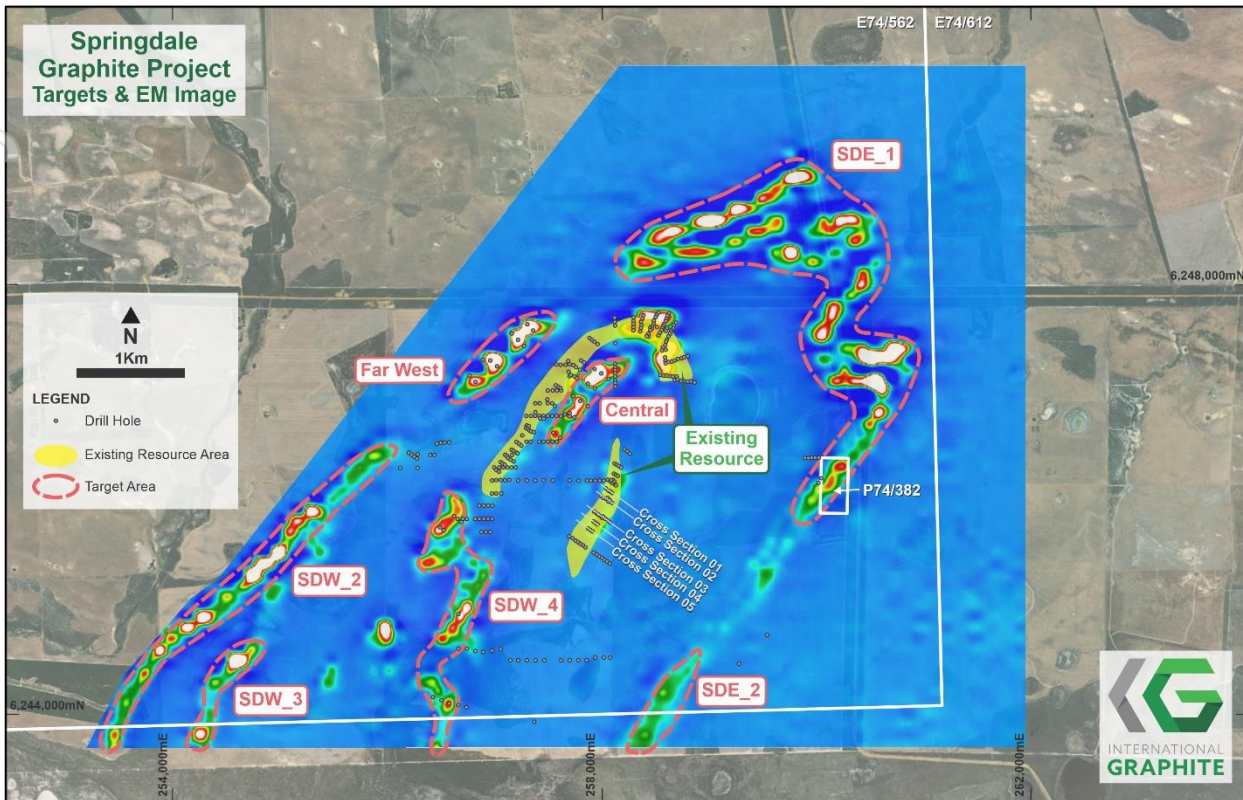 Springdale
Graphite Project
Targets & EM Image
E74/562
E74/612
SDE_1
6,248,000mN
N
1Km
LEGEND
Drill Hole
Existing Resource Area
Target Area
Far West
Central
Existing
Resource
P74/382
Cross Section 01
Cross Section 02
Cross Section 03
Cross Section 04
Cross Section 05
SDW_2
SDW_4
SDW_3
SDE_2
6,244,000mN
254,000mE
258,000mE
262,000mE
INTERNATIONAL
GRAPHITE